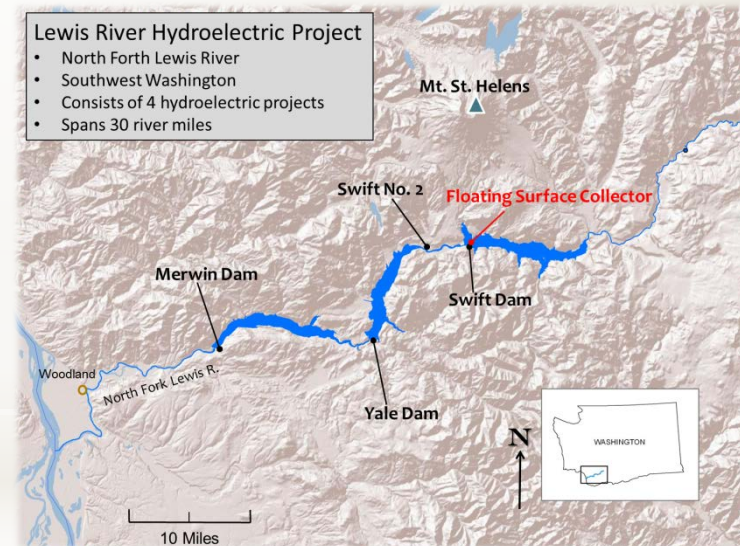 Lewis River Hydroelectric Project
• North Forth Lewis River
• Southwest Washington
• Consists of 4 hydroelectric projects
• Spans 30 river miles
Mt. St. Helens
Swift No. 2
Floating Surface Collector
Merwin Dam
Swift Dam
Woodland
North Fork Lewis R.
Yale Dam
N
WASHINGTON
10 Miles